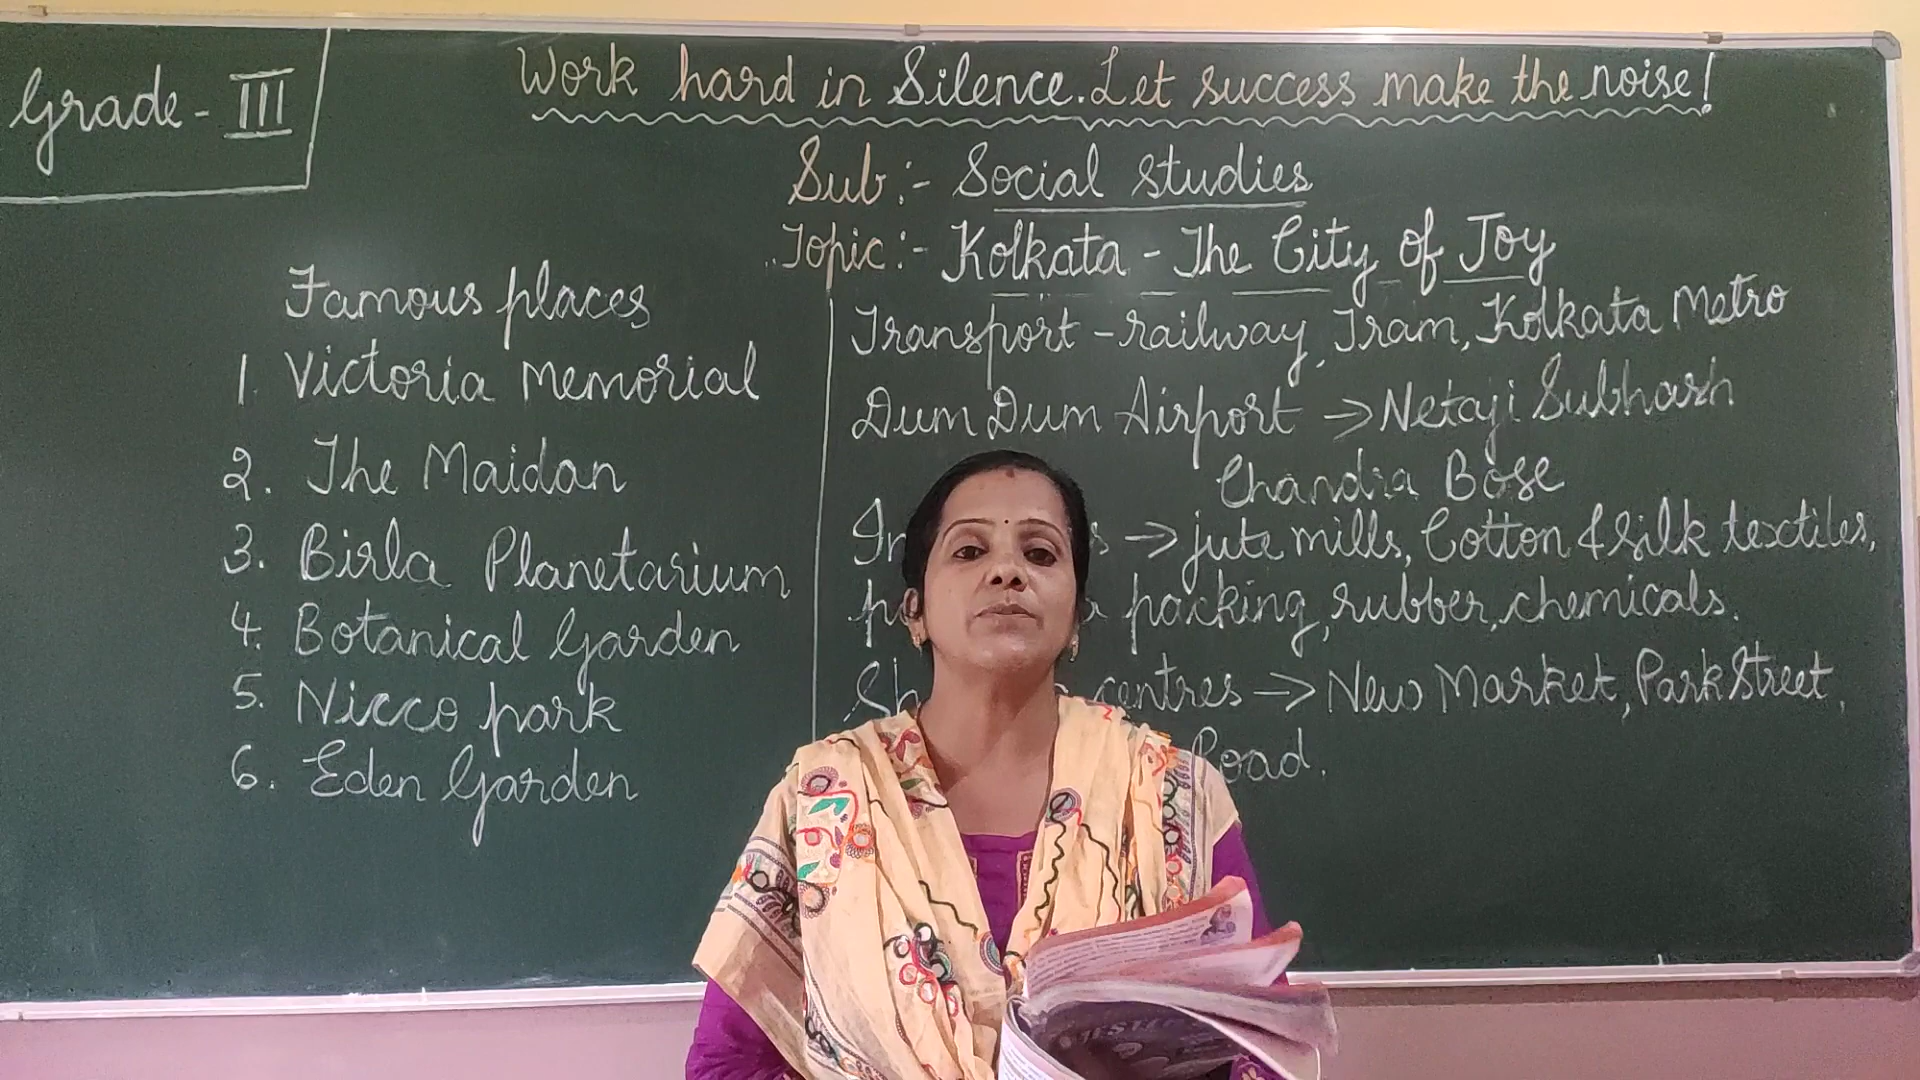 Grade - III
Work hard in Silence. Let success make the noise!
Sub:- Social studies
Topic:- Kolkata - The City of Joy
Famous places
1. Victoria Memorial
2. The Maidan
3. Birla Planetarium
4. Botanical Garden
5. Nicco park
6. Eden Garden
Transport - railway, Tram, Kolkata Metro
Dum Dum Airport → Netaji Subhash
Chandra Bose
→ jute mills, Cotton & Silk textiles,
packing, rubber, chemicals.
centres → New Market, Park Street,
Road.